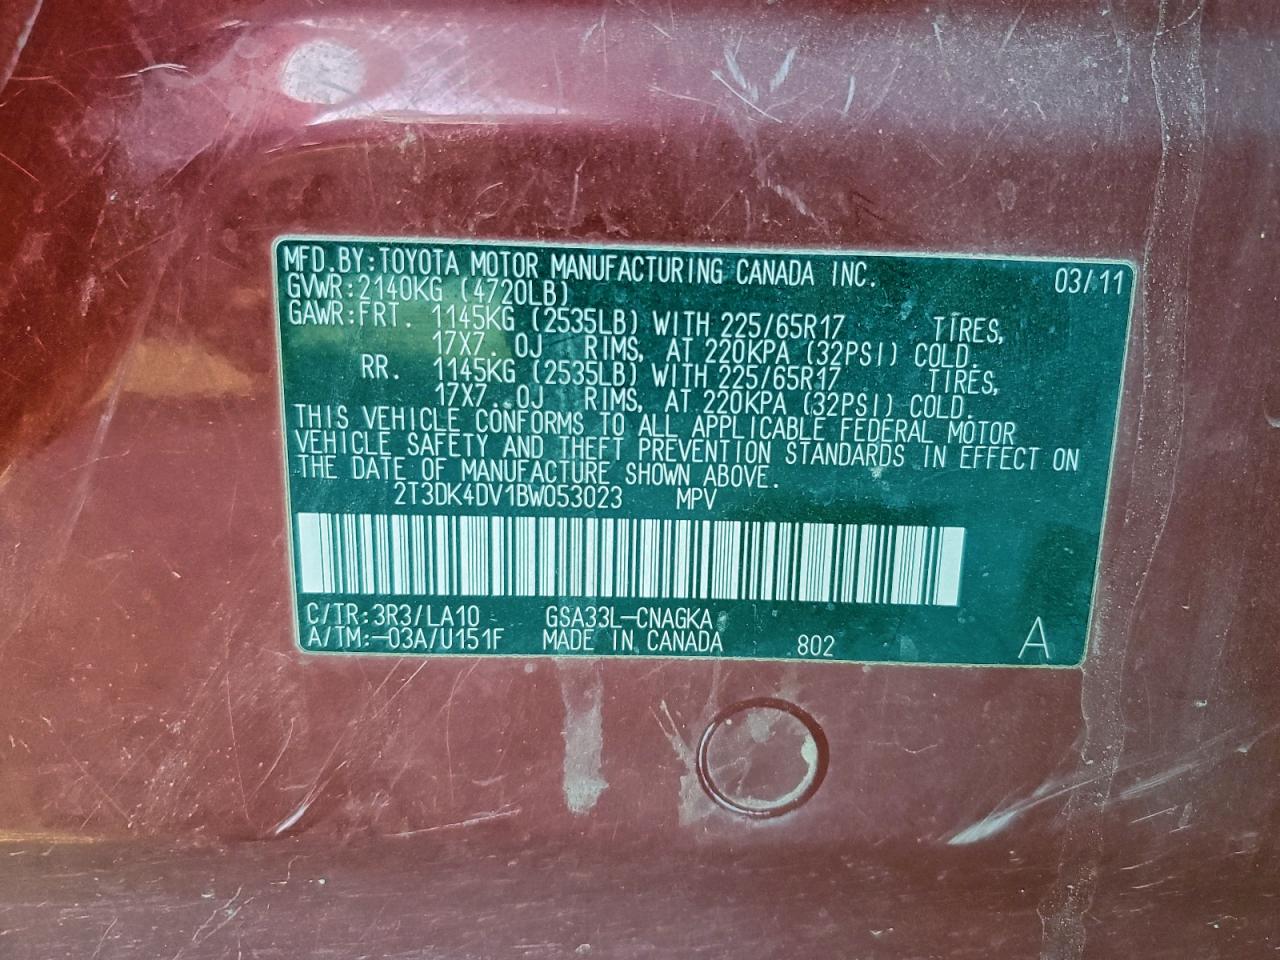 MFD.BY:TOYOTA MOTOR MANUFACTURING CANADA INC. 03/11
GVWR:2140KG (4720LB)
GAWR:FRT. 1145KG (2535LB) WITH 225/65R17 TIRES,
17X7. 0J RIMS, AT 220KPA (32PSI) COLD.
RR. 1145KG (2535LB) WITH 225/65R17 TIRES,
17X7. 0J RIMS, AT 220KPA (32PSI) COLD.
THIS VEHICLE CONFORMS TO ALL APPLICABLE FEDERAL MOTOR
VEHICLE SAFETY AND THEFT PREVENTION STANDARDS IN EFFECT ON
THE DATE OF MANUFACTURE SHOWN ABOVE.
2T3DK4DV1BW053023 MPV
C/TR:3R3/LA10 GSA33L-CNAGKA
A/TM:-03A/U151F MADE IN CANADA 802 A